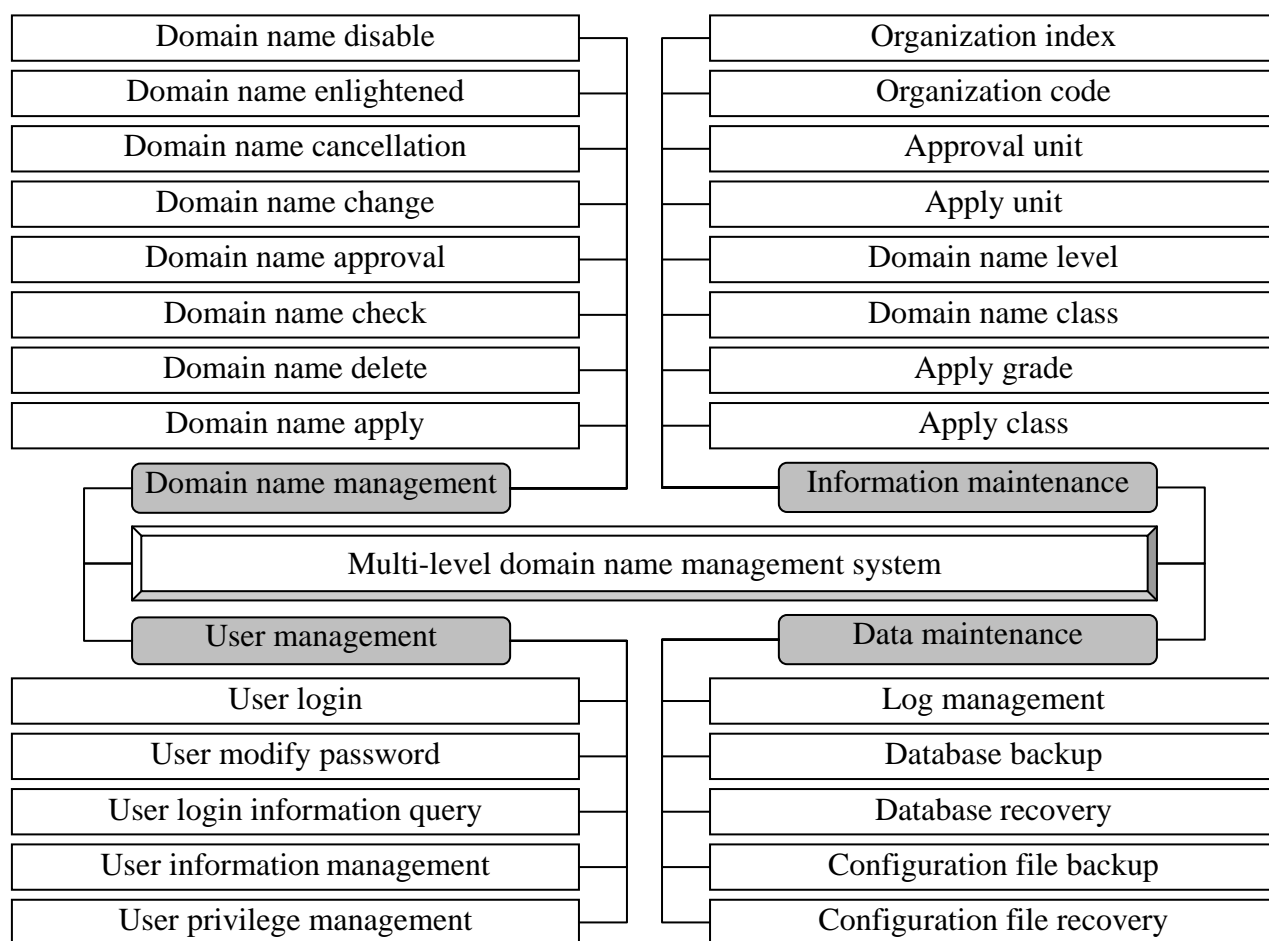 Domain name disable
Domain name enlightened
Domain name cancellation
Domain name change
Domain name approval
Domain name check
Domain name delete
Domain name apply
Domain name management
Organization index
Organization code
Approval unit
Apply unit
Domain name level
Domain name class
Apply grade
Apply class
Information maintenance
Multi-level domain name management system
User management
User login
User modify password
User login information query
User information management
User privilege management
Data maintenance
Log management
Database backup
Database recovery
Configuration file backup
Configuration file recovery